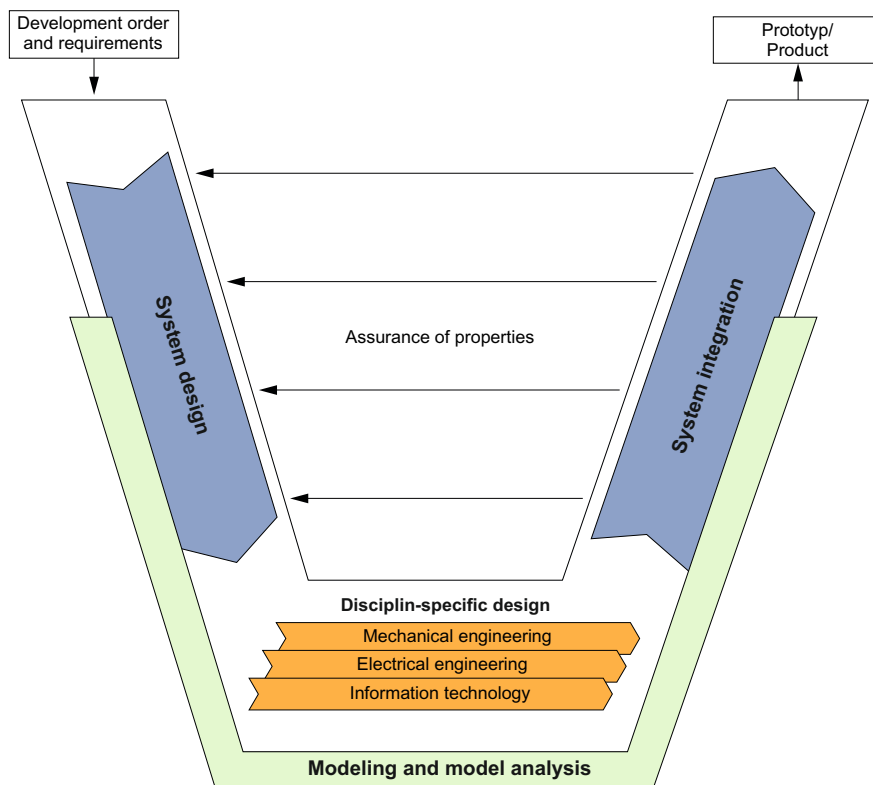 Development order
and requirements
Prototyp/
Product
System design
Assurance of properties
System integration
Disciplin-specific design
Mechanical engineering
Electrical engineering
Information technology
Modeling and model analysis